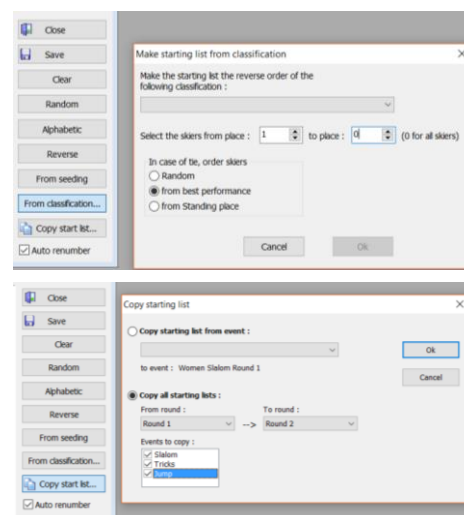 Close
Save
Clear
Random
Alphabetic
Reverse
From seeding
From classification...
Copy start list...
Auto renumber
Make starting list from classification
Make the starting list the reverse order of the
following classification :
Select the skiers from place : 1 to place : 0 (0 for all skiers)
In case of tie, order skiers
Random
from best performance
from Standing place
Cancel Ok
Close
Save
Clear
Random
Alphabetic
Reverse
From seeding
From classification...
Copy start list...
Auto renumber
Copy starting list
Copy starting list from event :
Ok
to event : Women Slalom Round 1
Cancel
Copy all starting lists :
From round : To round :
Round 1 --> Round 2
Events to copy :
Slalom
Tricks
Jump